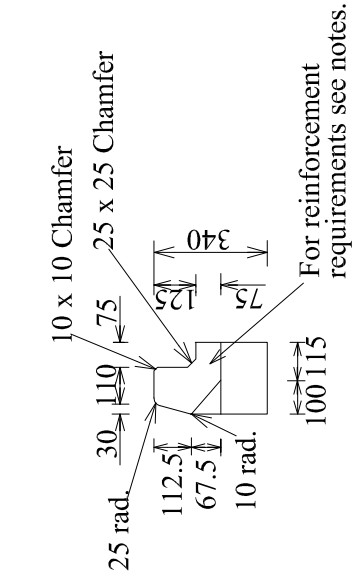 10 x 10 Chamfer
25 x 25 Chamfer
75
110
30
25 rad.
340
125
75
112.5
67.5
10 rad.
100
115
For reinforcement
requirements see notes.